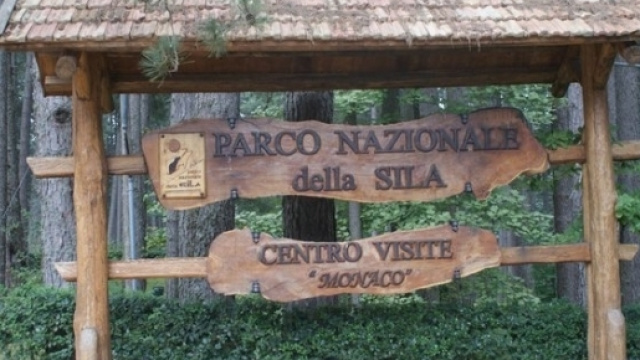 PARCO NAZIONALE
della SILA
CENTRO VISITE
"MONACO"